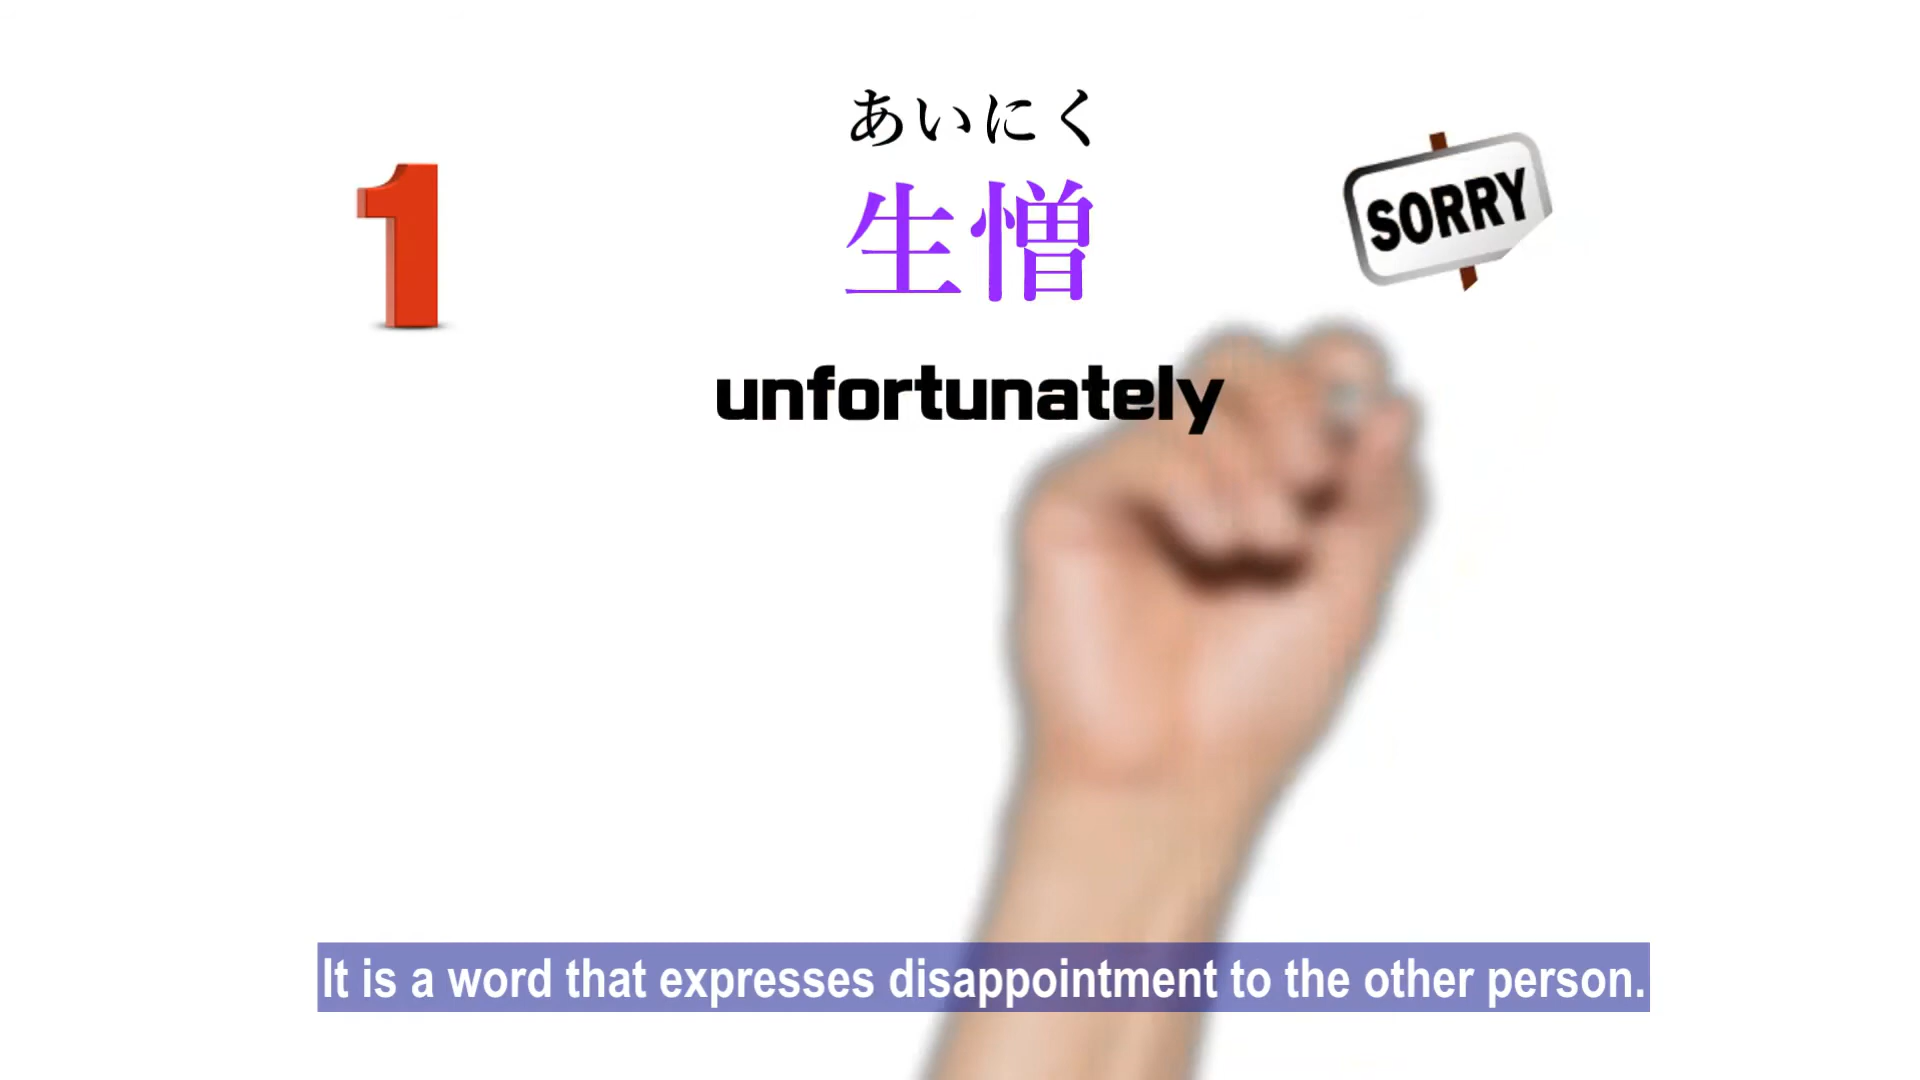 あいにく
1
生憎
SORRY
unfortunately
It is a word that expresses disappointment to the other person.